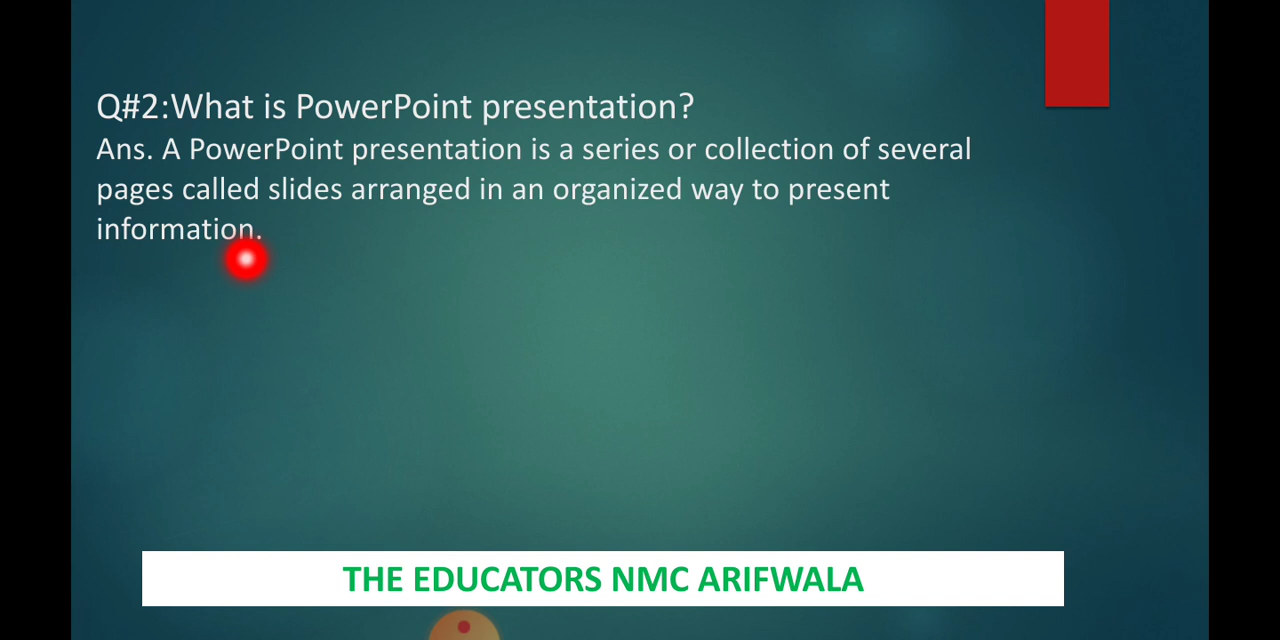 Q#2:What is PowerPoint presentation?
Ans. A PowerPoint presentation is a series or collection of several
pages called slides arranged in an organized way to present
information.
THE EDUCATORS NMC ARIFWALA